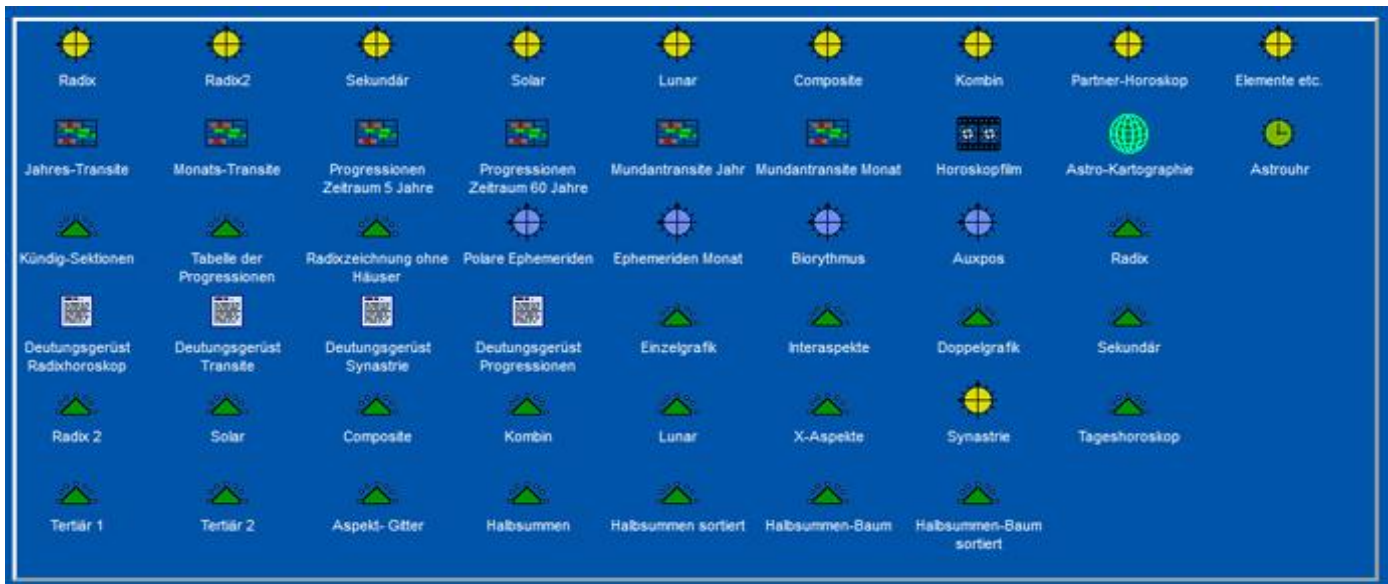 Radix Radix2 Sekundär Solar Lunar Composite Kombin Partner-Horoskop Elemente etc.
Jahres-Transite Monats-Transite Progressionen Progressionen Mundantransite Jahr Mundantransite Monat Horoskopfilm Astro-Kartographie Astrouhr
Zeitraum 5 Jahre Zeitraum 60 Jahre
Kündig-Sektionen Tabelle der Radixzeichnung ohne Polare Ephemeriden Ephemeriden Monat Biorythmus Auxpos Radix
Progressionen Häuser
Deutungsgerüst Deutungsgerüst Deutungsgerüst Deutungsgerüst Einzelgrafik Interaspekte Doppelgrafik Sekundär
Radixhoroskop Transite Synastrie Progressionen
Radix 2 Solar Composite Kombin Lunar X-Aspekte Synastrie Tageshoroskop
Tertiär 1 Tertiär 2 Aspekt- Gitter Halbsummen Halbsummen sortiert Halbsummen-Baum Halbsummen-Baum
sortiert